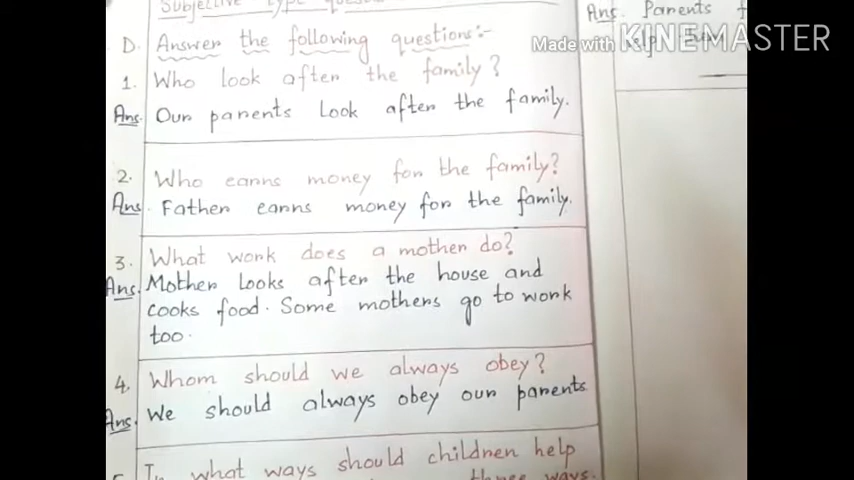 Subjective type
D. Answer the following questions:-
1. Who look after the family?
Ans. Our parents Look after the family.
2. Who earns money for the family?
Ans. Father earns money for the family.
3. What work does a mother do?
Ans. Mother Looks after the house and
cooks food. Some mothers go to work
too.
4. Whom should we always obey?
Ans. We should always obey our parents
In what ways should children help
three ways.
Ans. Parents
Made with KINEMASTER